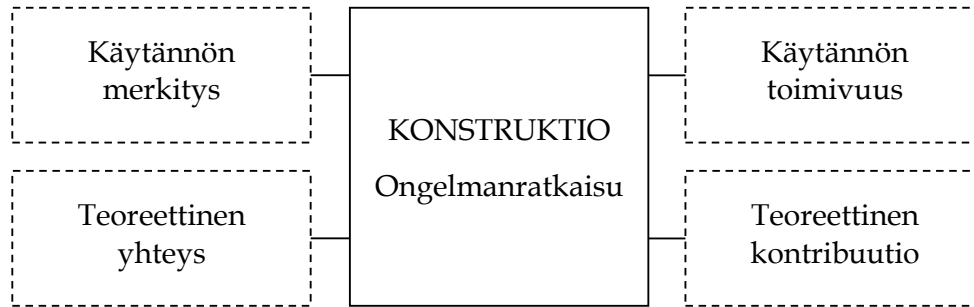 Käytännön
merkitys
Teoreettinen
yhteys
KONSTRUKTIO
Ongelmanratkaisu
Käytännön
toimivuus
Teoreettinen
kontribuutio